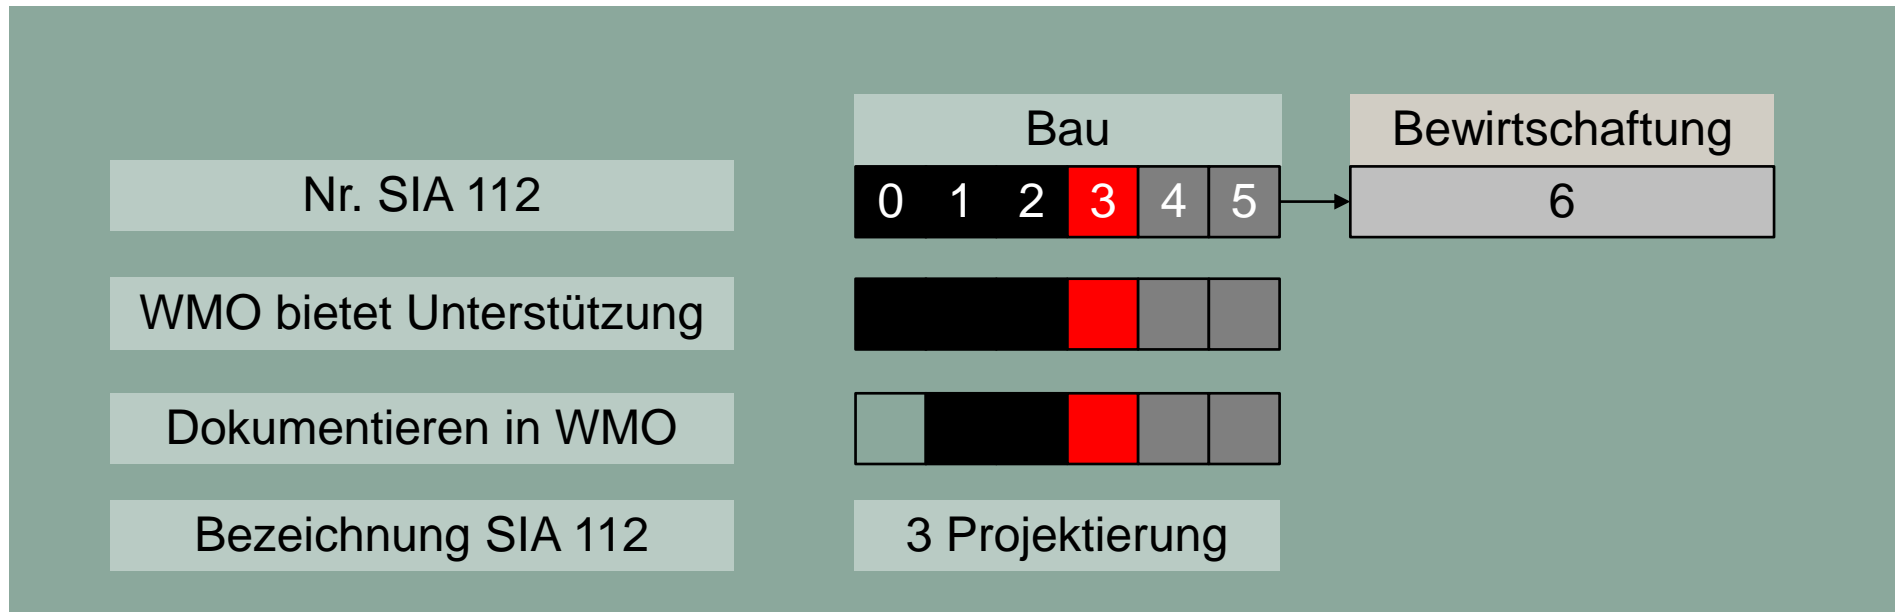 Bau
Bewirtschaftung
Nr. SIA 112
0 1 2 3 4 5
6
WMO bietet Unterstützung
Dokumentieren in WMO
Bezeichnung SIA 112
3 Projektierung